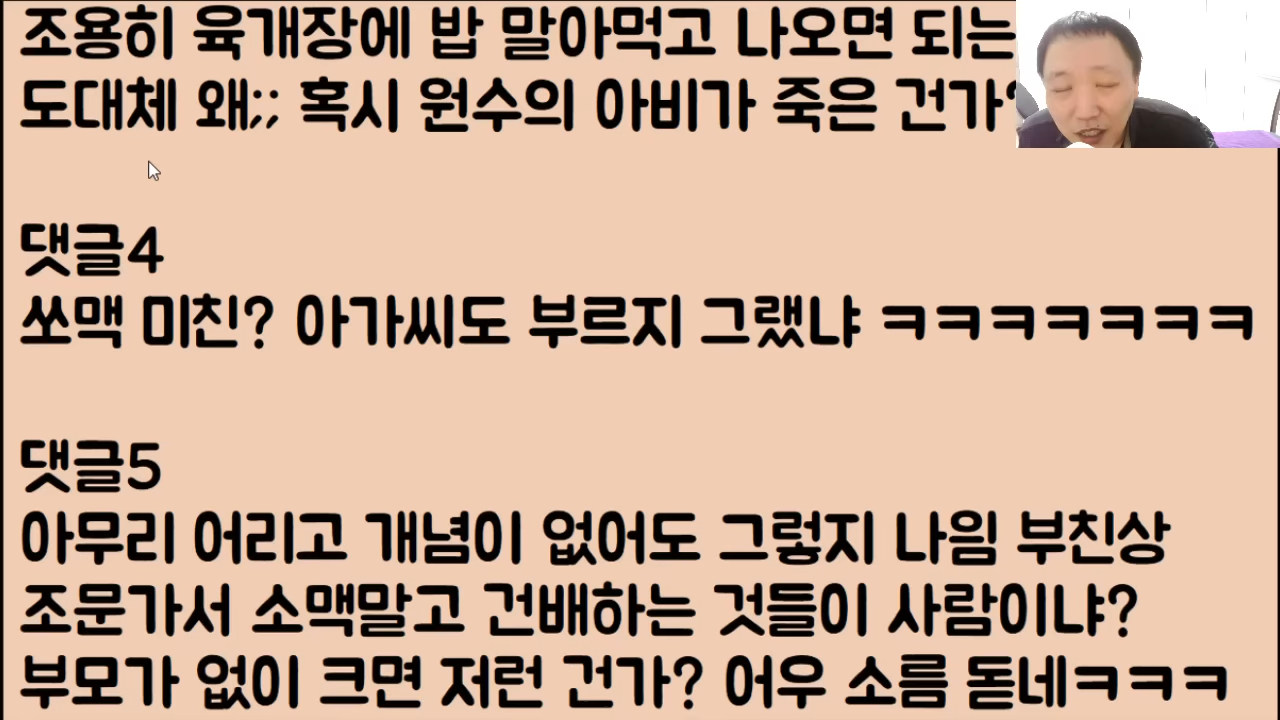 조용히 육개장에 밥 말아먹고 나오면 되는
도대체 왜;; 혹시 원수의 아비가 죽은 건가?
댓글4
쏘맥 미친? 아가씨도 부르지 그랬냐 ㅋㅋㅋㅋㅋㅋㅋ
댓글5
아무리 어리고 개념이 없어도 그렇지 나음 부친상
조문가서 소맥말고 건배하는 것들이 사람이냐?
부모가 없이 크면 저런 건가? 어우 소름 돋네ㅋㅋㅋ